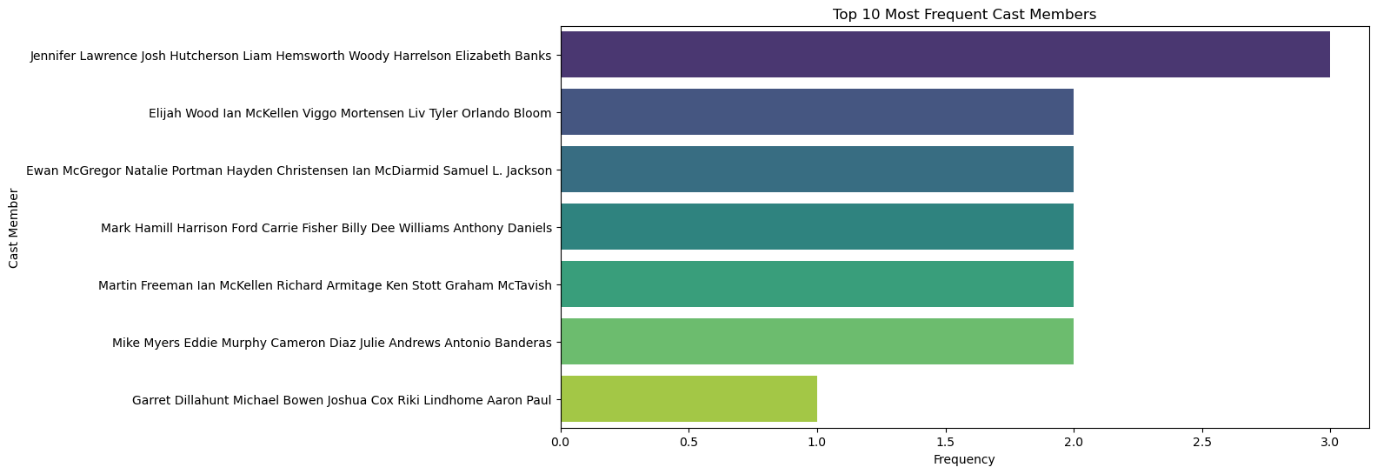 Top 10 Most Frequent Cast Members
Jennifer Lawrence Josh Hutcherson Liam Hemsworth Woody Harrelson Elizabeth Banks
Elijah Wood Ian McKellen Viggo Mortensen Liv Tyler Orlando Bloom
Ewan McGregor Natalie Portman Hayden Christensen Ian McDiarmid Samuel L. Jackson
Mark Hamill Harrison Ford Carrie Fisher Billy Dee Williams Anthony Daniels
Martin Freeman Ian McKellen Richard Armitage Ken Stott Graham McTavish
Mike Myers Eddie Murphy Cameron Diaz Julie Andrews Antonio Banderas
Garret Dillahunt Michael Bowen Joshua Cox Riki Lindhome Aaron Paul
Cast Member
0.0 0.5 1.0 1.5 2.0 2.5 3.0
Frequency